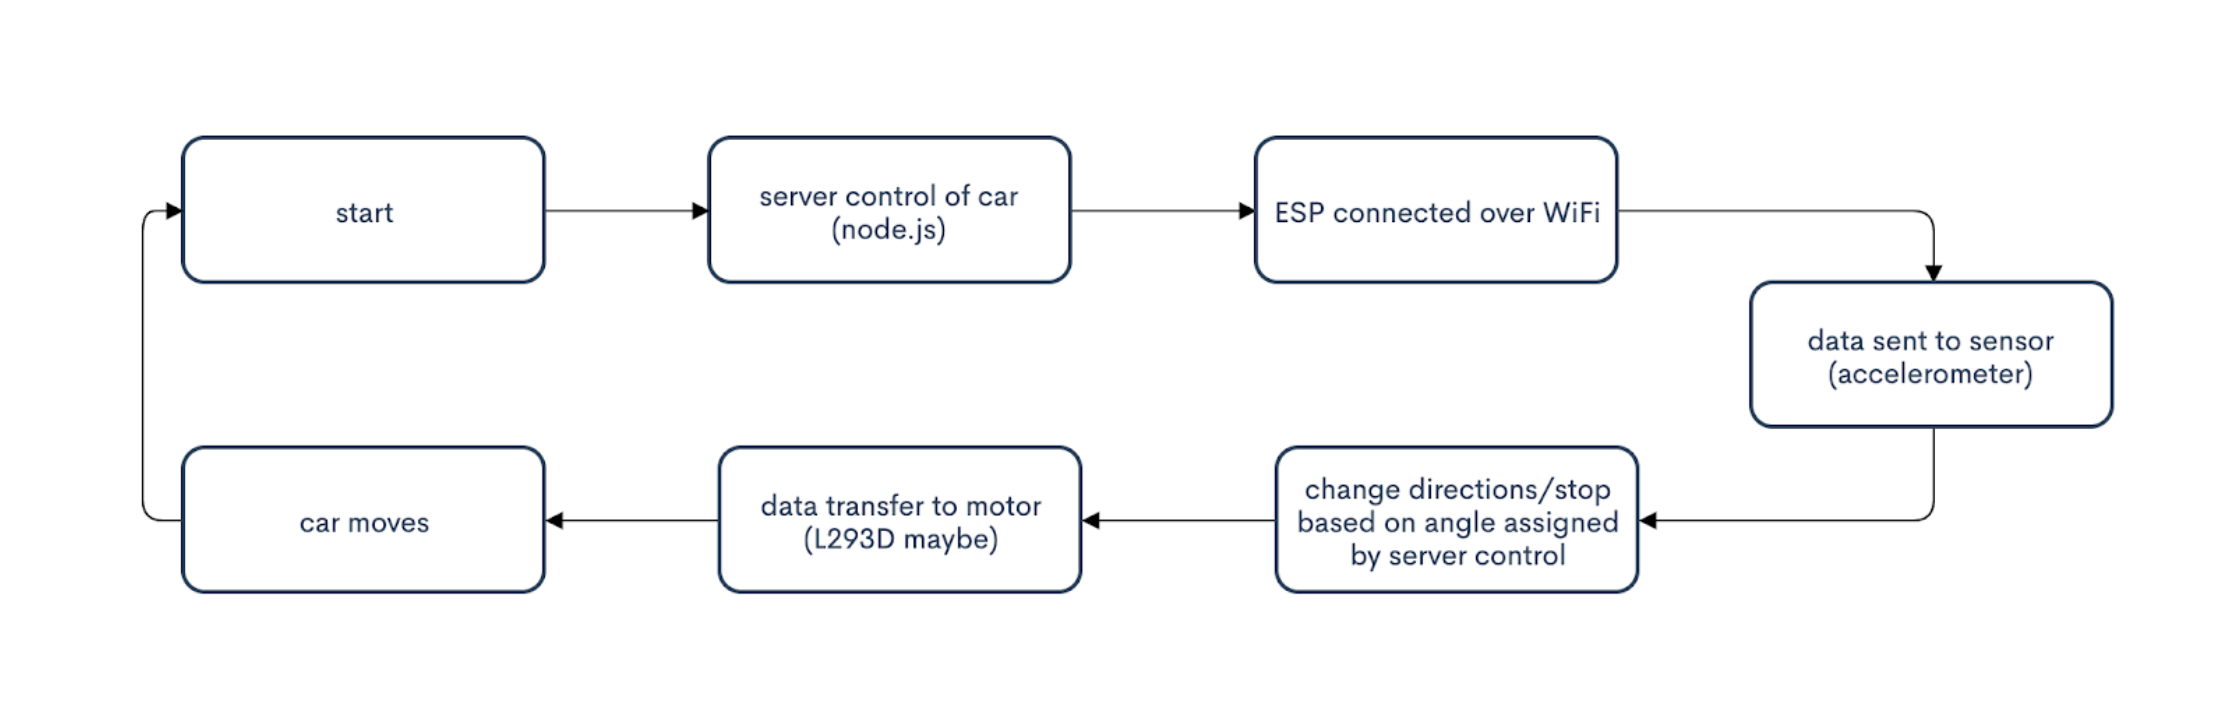 start
server control of car
(node.js)
ESP connected over WiFi
data sent to sensor
(accelerometer)
change directions/stop
based on angle assigned
by server control
data transfer to motor
(L293D maybe)
car moves